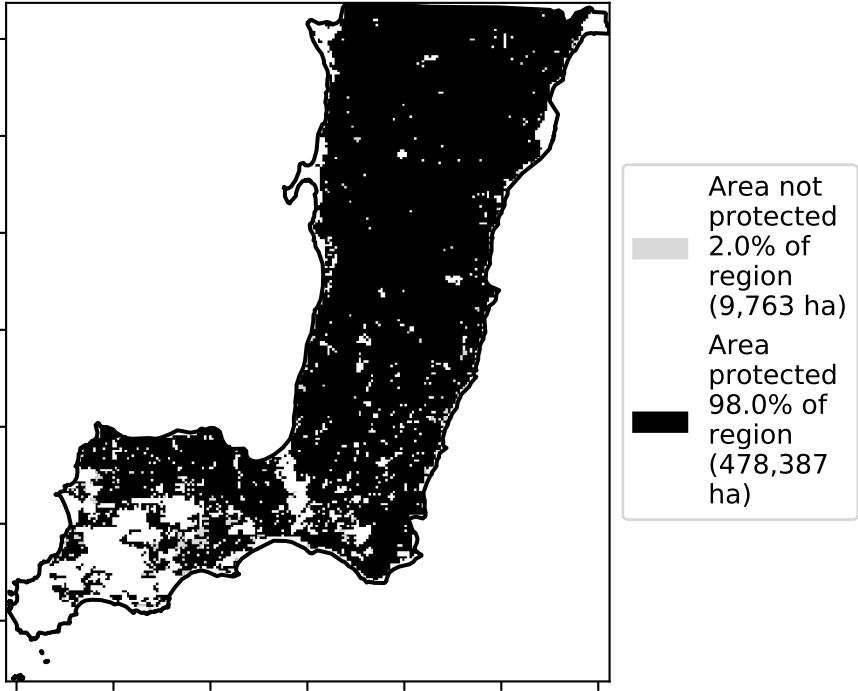 Area not
protected
2.0% of
region
(9,763 ha)
Area
protected
98.0% of
region
(478,387
ha)